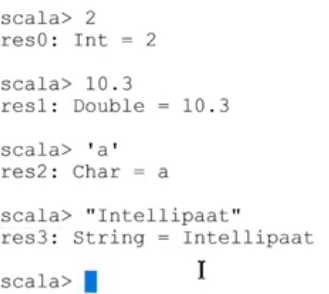 scala> 2
res0: Int = 2
scala> 10.3
res1: Double = 10.3
scala> 'a'
res2: Char = a
scala> "Intellipaat"
res3: String = Intellipaat
scala>